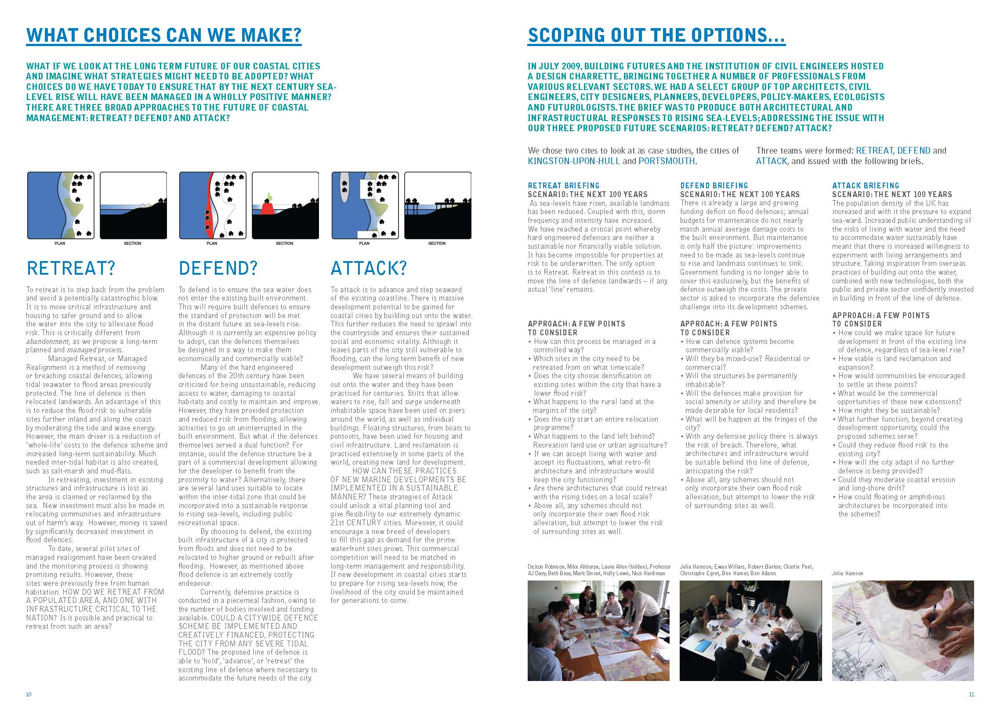 WHAT CHOICES CAN WE MAKE?
WHAT IF WE LOOK AT THE LONG TERM FUTURE OF OUR COASTAL CITIES
AND IMAGINE WHAT STRATEGIES MIGHT NEED TO BE ADOPTED? WHAT
CHOICES DO WE HAVE TODAY TO ENSURE THAT BY THE NEXT CENTURY SEA-
LEVEL RISE WILL HAVE BEEN MANAGED IN A WHOLLY POSITIVE MANNER?
THERE ARE THREE BROAD APPROACHES TO THE FUTURE OF COASTAL
MANAGEMENT: RETREAT? DEFEND? AND ATTACK?
PLAN
SECTION
PLAN
SECTION
PLAN
SECTION
RETREAT?
To retreat is to step back from the problem
and avoid a potentially catastrophic blow.
It is to move critical infrastructure and
housing to safer ground and to allow
the water into the city to alleviate flood
risk. This is critically different from
abandonment, as we propose a long-term
planned and managed process.
Managed Retreat, or Managed
Realignment is a method of removing
or breaching coastal defences, allowing
tidal seawater to flood areas previously
protected. The line of defence is then
relocated landwards. An advantage of this
is to reduce the flood risk to vulnerable
sites further inland and along the coast
by moderating the tide and wave energy.
However, the main driver is a reduction of
‘whole-life’ costs to the defence scheme and
increased long-term sustainability. Much
needed inter-tidal habitat is also created,
such as salt-marsh and mud-flats.
In retreating, investment in existing
structures and infrastructure is lost as
the area is claimed or reclaimed by the
sea.  New investment must also be made in
relocating communities and infrastructure
out of harm’s way.  However, money is saved
by significantly decreased investment in
flood defences.
To date, several pilot sites of
managed realignment have been created
and the monitoring process is showing
promising results. However, these
sites were previously free from human
habitation. HOW DO WE RETREAT FROM
A POPULATED AREA, AND ONE WITH
INFRASTRUCTURE CRITICAL TO THE
NATION? Is it possible and practical to
retreat from such an area?
DEFEND?
To defend is to ensure the sea water does
not enter the existing built environment.
This will require built defences to ensure
the standard of protection will be met
in the distant future as sea-levels rise.
Although it is currently an expensive policy
to adopt, can the defences themselves
be designed in a way to make them
economically and commercially viable?
Many of the hard engineered
defences of the 20th century have been
criticised for being unsustainable, reducing
access to water, damaging to coastal
habitats and costly to maintain and improve.
However, they have provided protection
and reduced risk from flooding, allowing
activities to go on uninterrupted in the
built environment. But what if the defences
themselves served a dual function? For
instance, could the defence structure be a
part of a commercial development allowing
for the developer to benefit from the
proximity to water? Alternatively, there
are several land uses suitable to locate
within the inter-tidal zone that could be
incorporated into a sustainable response
to rising sea-levels, including public
recreational space.
By choosing to defend, the existing
built infrastructure of a city is protected
from floods and does not need to be
relocated to higher ground or rebuilt after
flooding.  However, as mentioned above
flood defence is an extremely costly
endeavour.
Currently, defensive practice is
conducted in a piecemeal fashion, owing to
the number of bodies involved and funding
available. COULD A CITYWIDE DEFENCE
SCHEME BE IMPLEMENTED AND
CREATIVELY FINANCED, PROTECTING
THE CITY FROM ANY SEVERE TIDAL
FLOOD? The proposed line of defence is
able to ‘hold’, ‘advance’, or ‘retreat’ the
existing line of defence where necessary to
accommodate the future needs of the city.
ATTACK?
To attack is to advance and step seaward
of the existing coastline. There is massive
development potential to be gained for
coastal cities by building out onto the water.
This further reduces the need to sprawl into
the countryside and ensures their sustained
social and economic vitality. Although it
leaves parts of the city still vulnerable to
flooding, can the long term benefit of new
development outweigh this risk?
We have several means of building
out onto the water and they have been
practiced for centuries. Stilts that allow
waters to rise, fall and surge underneath
inhabitable space have been used on piers
around the world, as well as individual
buildings. Floating structures, from boats to
pontoons, have been used for housing and
civil infrastructure. Land reclamation is
practiced extensively in some parts of the
world, creating new land for development.
HOW CAN THESE PRACTICES
OF NEW MARINE DEVELOPMENTS BE
IMPLEMENTED IN A SUSTAINABLE
MANNER? These strategies of Attack
could unlock a vital planning tool and
give flexibility to our extremely dynamic
21st CENTURY cities. Moreover, it could
encourage a new breed of developers
to fill this gap as demand for the prime
waterfront sites grows. This commercial
competition will need to be matched in
long-term management and responsibility.
If new development in coastal cities starts
to prepare for rising sea-levels now, the
livelihood of the city could be maintained
for generations to come.
10
SCOPING OUT THE OPTIONS...
IN JULY 2009, BUILDING FUTURES AND THE INSTITUTION OF CIVIL ENGINEERS HOSTED
A DESIGN CHARRETTE, BRINGING TOGETHER A NUMBER OF PROFESSIONALS FROM
VARIOUS RELEVANT SECTORS. WE HAD A SELECT GROUP OF TOP ARCHITECTS, CIVIL
ENGINEERS, CITY DESIGNERS, PLANNERS, DEVELOPERS, POLICY-MAKERS, ECOLOGISTS
AND FUTUROLOGISTS. THE BRIEF WAS TO PRODUCE BOTH ARCHITECTURAL AND
INFRASTRUCTURAL RESPONSES TO RISING SEA-LEVELS; ADDRESSING THE ISSUE WITH
OUR THREE PROPOSED FUTURE SCENARIOS: RETREAT? DEFEND? ATTACK?
We chose two cites to look at as case studies, the cities of
KINGSTON-UPON-HULL and PORTSMOUTH.
Three teams were formed: RETREAT, DEFEND and
ATTACK, and issued with the following briefs.
RETREAT BRIEFING
SCENARIO: THE NEXT 100 YEARS
As sea-levels have risen, available landmass
has been reduced. Coupled with this, storm
frequency and intensity have increased.
We have reached a critical point whereby
hard engineered defences are neither a
sustainable nor financially viable solution.
It has become impossible for properties at
risk to be underwritten. The only option
is to Retreat. Retreat in this context is to
move the line of defence landwards – if any
actual ‘line’ remains.
APPROACH: A FEW POINTS
TO CONSIDER
• How can this process be managed in a
controlled way?
• Which sites in the city need to be
retreated from on what timescale?
• Does the city choose densification on
existing sites within the city that have a
lower flood risk?
• What happens to the rural land at the
margins of the city?
• Does the city start an entire relocation
programme?
• What happens to the land left behind?
Recreation land use or urban agriculture?
• If we can accept living with water and
accept its fluctuations, what retro-fit
architecture and infrastructure would
keep the city functioning?
• Are there architectures that could retreat
with the rising tides on a local scale?
• Above all, any schemes should not
only incorporate their own flood risk
alleviation, but attempt to lower the risk
of surrounding sites as well.
DEFEND BRIEFING
SCENARIO: THE NEXT 100 YEARS
There is already a large and growing
funding deficit on flood defences; annual
budgets for maintenance do not nearly
match annual average damage costs to
the built environment. But maintenance
is only half the picture: improvements
need to be made as sea-levels continue
to rise and landmass continues to sink.
Government funding is no longer able to
cover this exclusively, but the benefits of
defence outweigh the costs. The private
sector is asked to incorporate the defensive
challenge into its development schemes.
APPROACH: A FEW POINTS
TO CONSIDER
• How can defence systems become
commercially viable?
• Will they be mixed-use? Residential or
commercial?
• Will the structures be permanently
inhabitable?
• Will the defences make provision for
social amenity or utility and therefore be
made desirable for local residents?
• What will be happen at the fringes of the
city?
• With any defensive policy there is always
the risk of breach. Therefore, what
architectures and infrastructure would
be suitable behind this line of defence,
anticipating the risk?
• Above all, any schemes should not
only incorporate their own flood risk
alleviation, but attempt to lower the risk
of surrounding sites as well.
ATTACK BRIEFING
SCENARIO: THE NEXT 100 YEARS
The population density of the UK has
increased and with it the pressure to expand
sea-ward. Increased public understanding of
the risks of living with water and the need
to accommodate water sustainably have
meant that there is increased willingness to
experiment with living arrangements and
structure. Taking inspiration from overseas
practices of building out onto the water,
combined with new technologies, both the
public and private sector confidently invested
in building in front of the line of defence.
APPROACH: A FEW POINTS
TO CONSIDER
• How could we make space for future
development in front of the existing line
of defence, regardless of sea-level rise?
• How viable is land reclamation and
expansion?
• How would communities be encouraged
to settle at these points?
• What would be the commercial
opportunities of these new extensions?
• How might they be sustainable?
• What further function, beyond creating
development opportunity, could the
proposed schemes serve?
• Could they reduce flood risk to the
existing city?
• How will the city adapt if no further
defence is being provided?
• Could they moderate coastal erosion
and long-shore drift?
• How could floating or amphibious
architectures be incorporated into
the schemes?
Dickon Robinson, Mike Althorpe, Laura Allen (hidden), Professor
AJ Davy, Beth Bear, Mark Smout, Holly Lewis, Nick Hardiman
Julia Hamson, Ewan Willars, Robert Barker, Charlie Peel,
Christophe Egret, Ben Hamer, Ben Adams
Julia Hamson
11